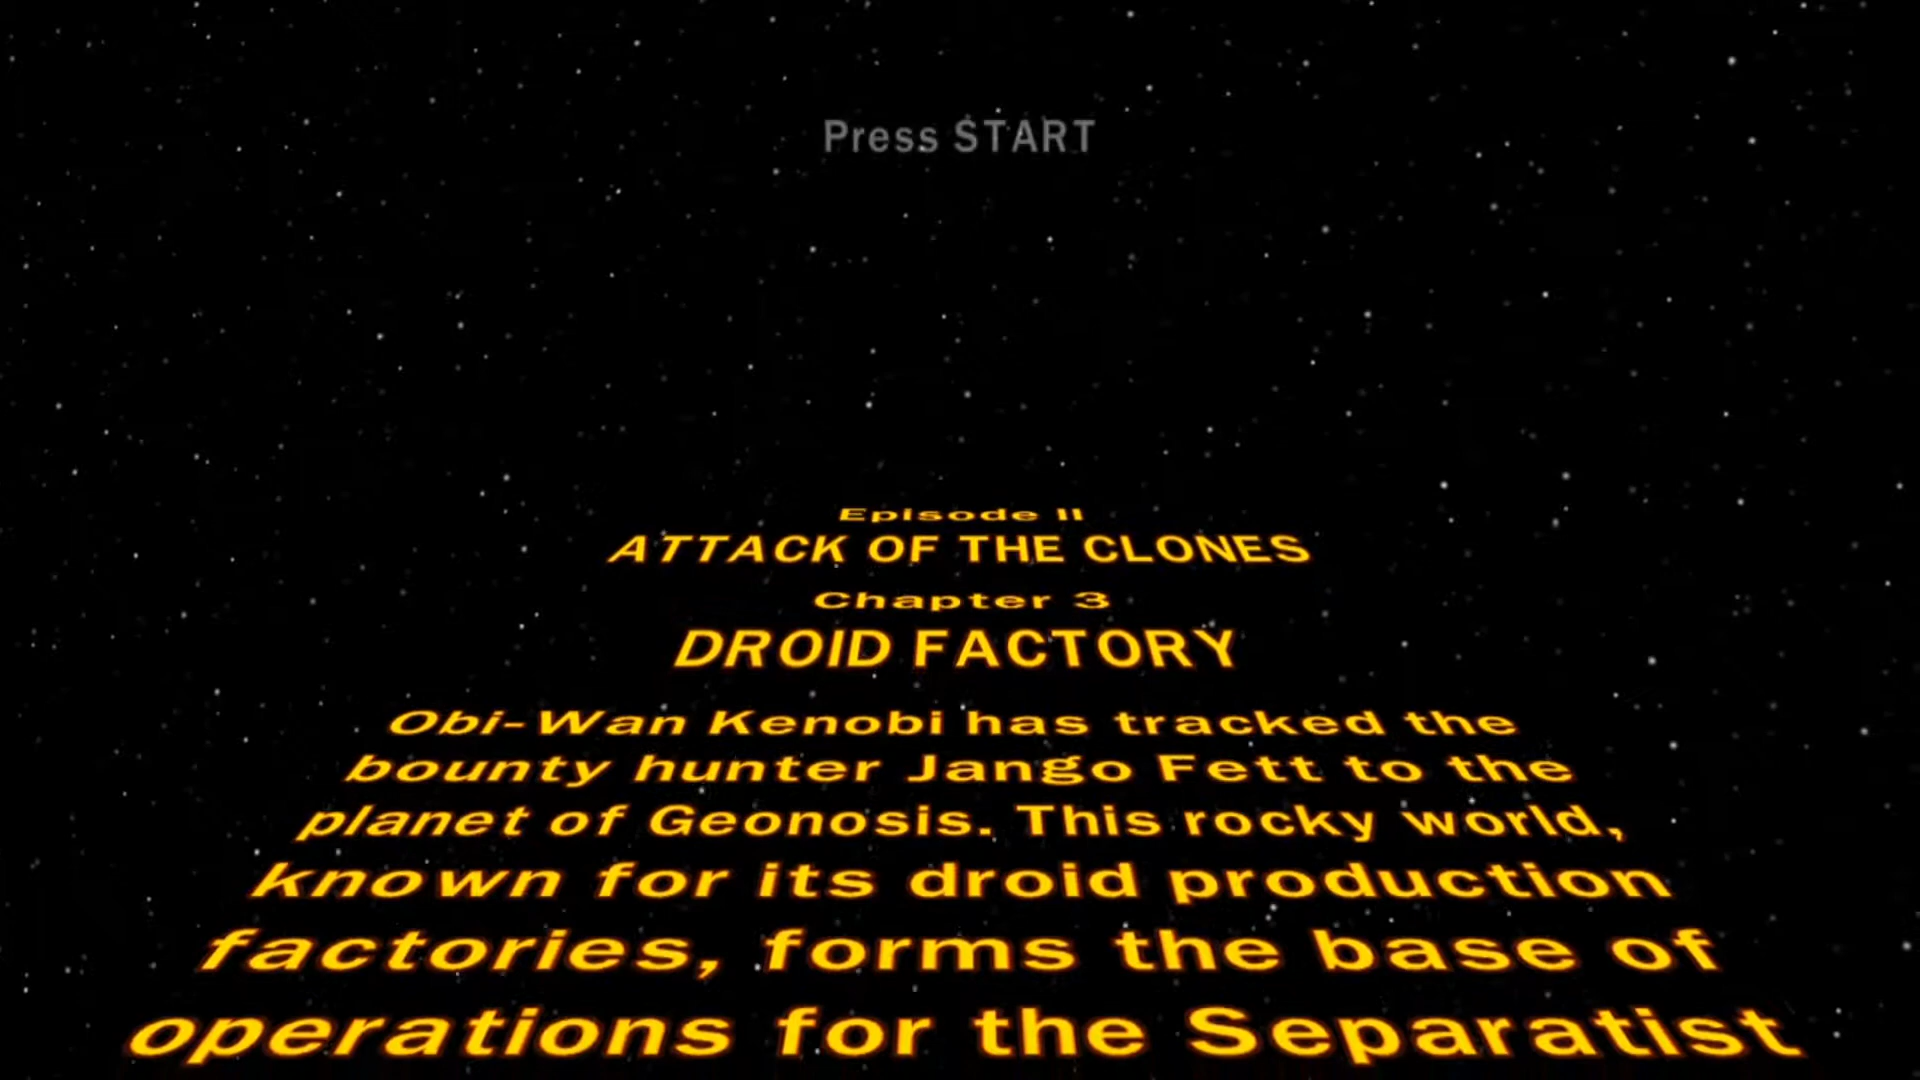 Press START
Episode II
ATTACK OF THE CLONES
Chapter 3
DROID FACTORY
Obi-Wan Kenobi has tracked the
bounty hunter Jango Fett to the
planet of Geonosis. This rocky world,
known for its droid production
factories, forms the base of
operations for the Separatist